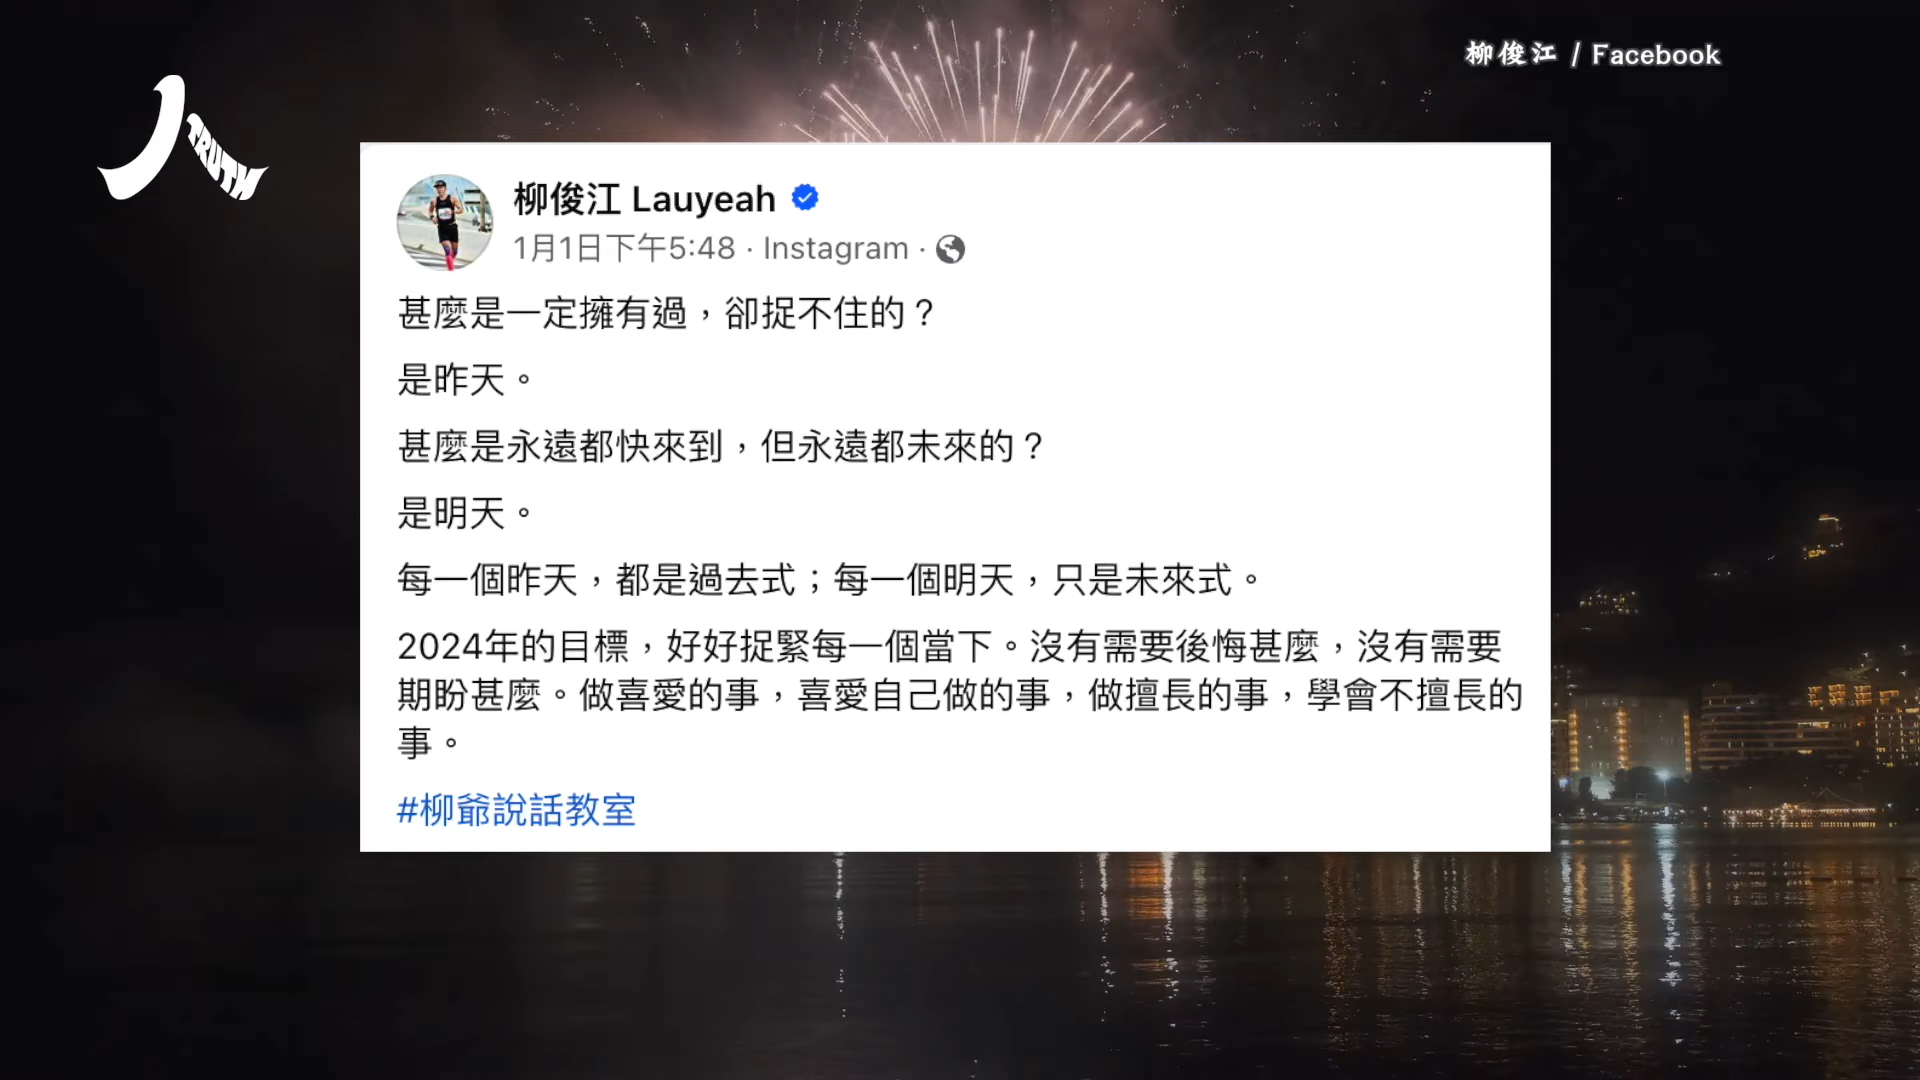 柳俊江 / Facebook
人
TRUTH
柳俊江 Lauyeah
1月1日下午5:48 · Instagram ·
甚麼是一定擁有過，卻捉不住的？
是昨天。
甚麼是永遠都快來到，但永遠都未來的？
是明天。
每一個昨天，都是過去式；每一個明天，只是未來式。
2024年的目標，好好捉緊每一個當下。沒有需要後悔甚麼，沒有需要
期盼甚麼。做喜愛的事，喜愛自己做的事，做擅長的事，學會不擅長的
事。
#柳爺說話教室